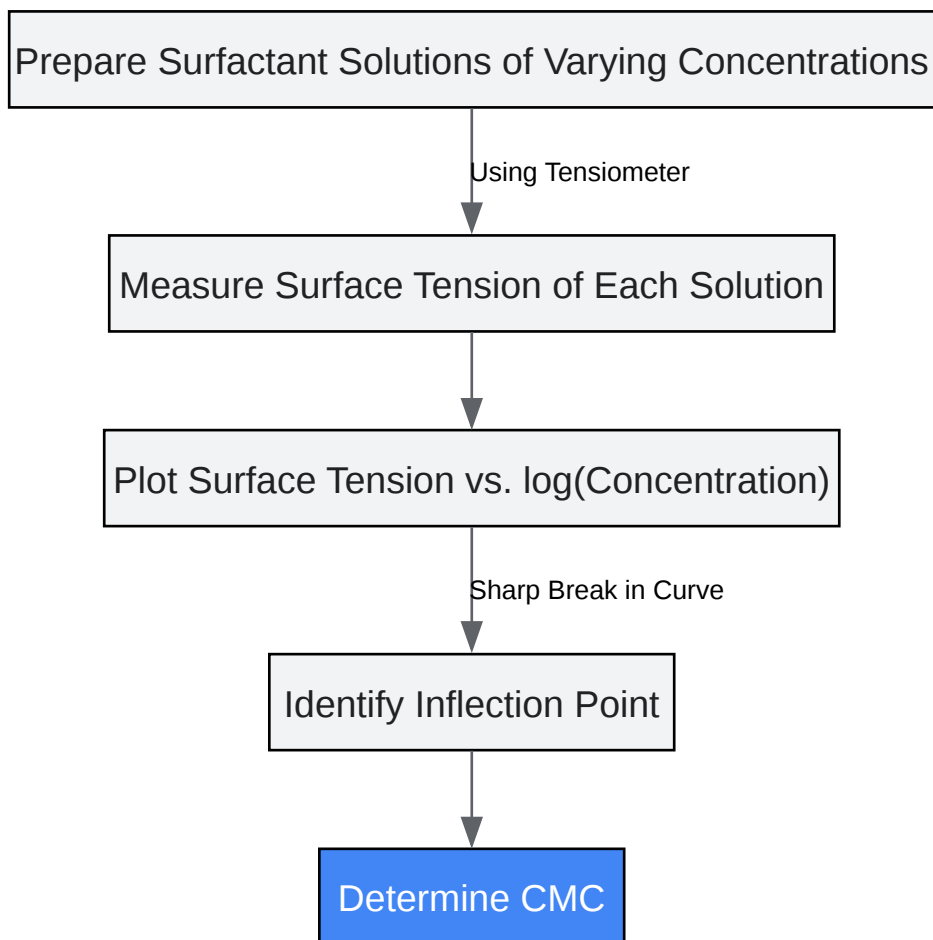 Prepare Surfactant Solutions of Varying Concentrations
Using Tensiometer
Measure Surface Tension of Each Solution
Plot Surface Tension vs. log(Concentration)
Sharp Break in Curve
Identify Inflection Point
Determine CMC